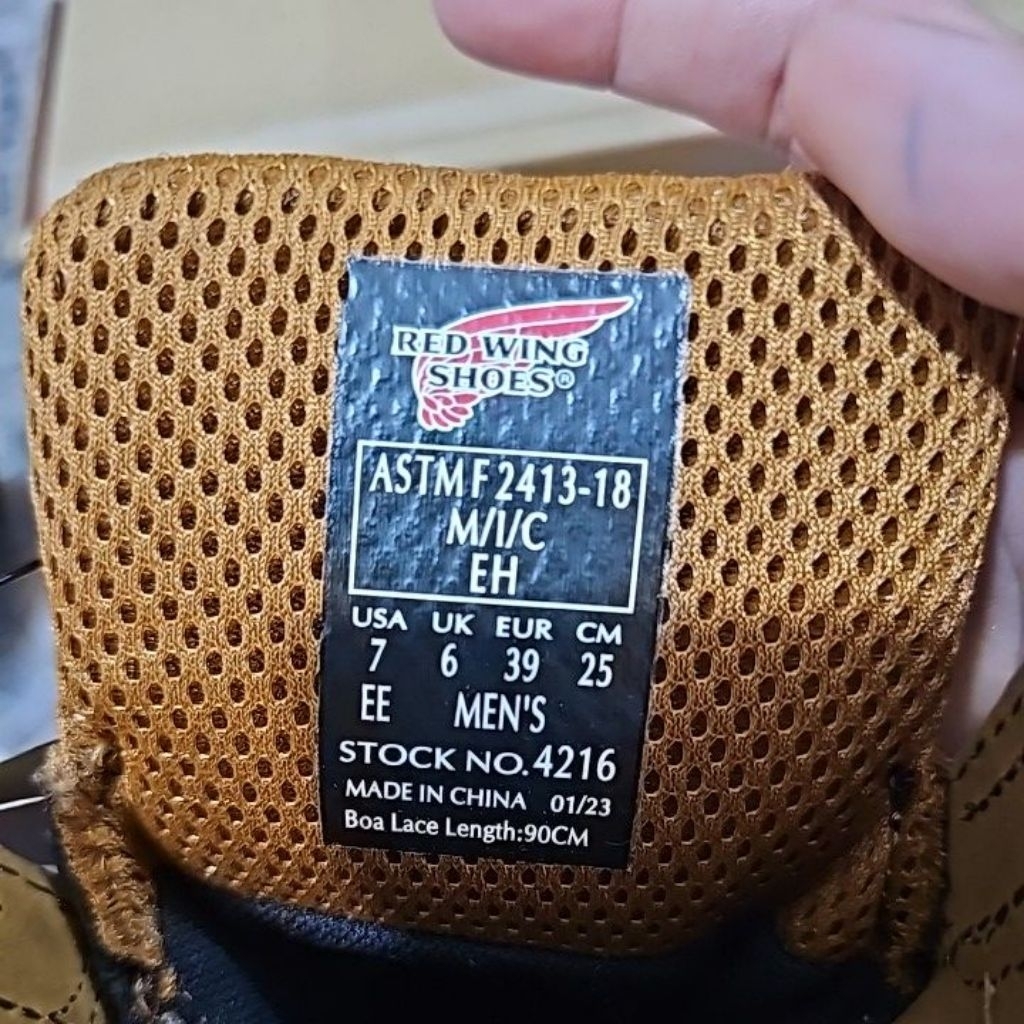 RED WING
SHOES®
ASTM F 2413-18
M/I/C
EH
USA UK EUR CM
7 6 39 25
EE MEN'S
STOCK NO. 4216
MADE IN CHINA 01/23
Boa Lace Length:90CM